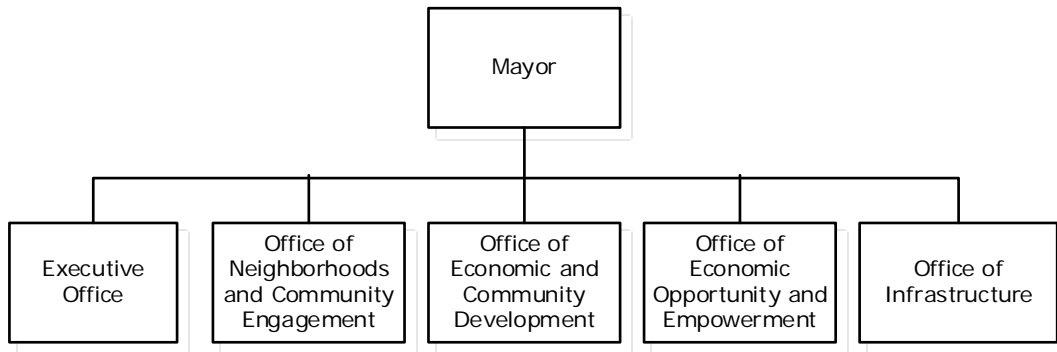 Mayor
Executive
Office
Office of
Neighborhoods
and Community
Engagement
Office of
Economic and
Community
Development
Office of
Economic
Opportunity and
Empowerment
Office of
Infrastructure